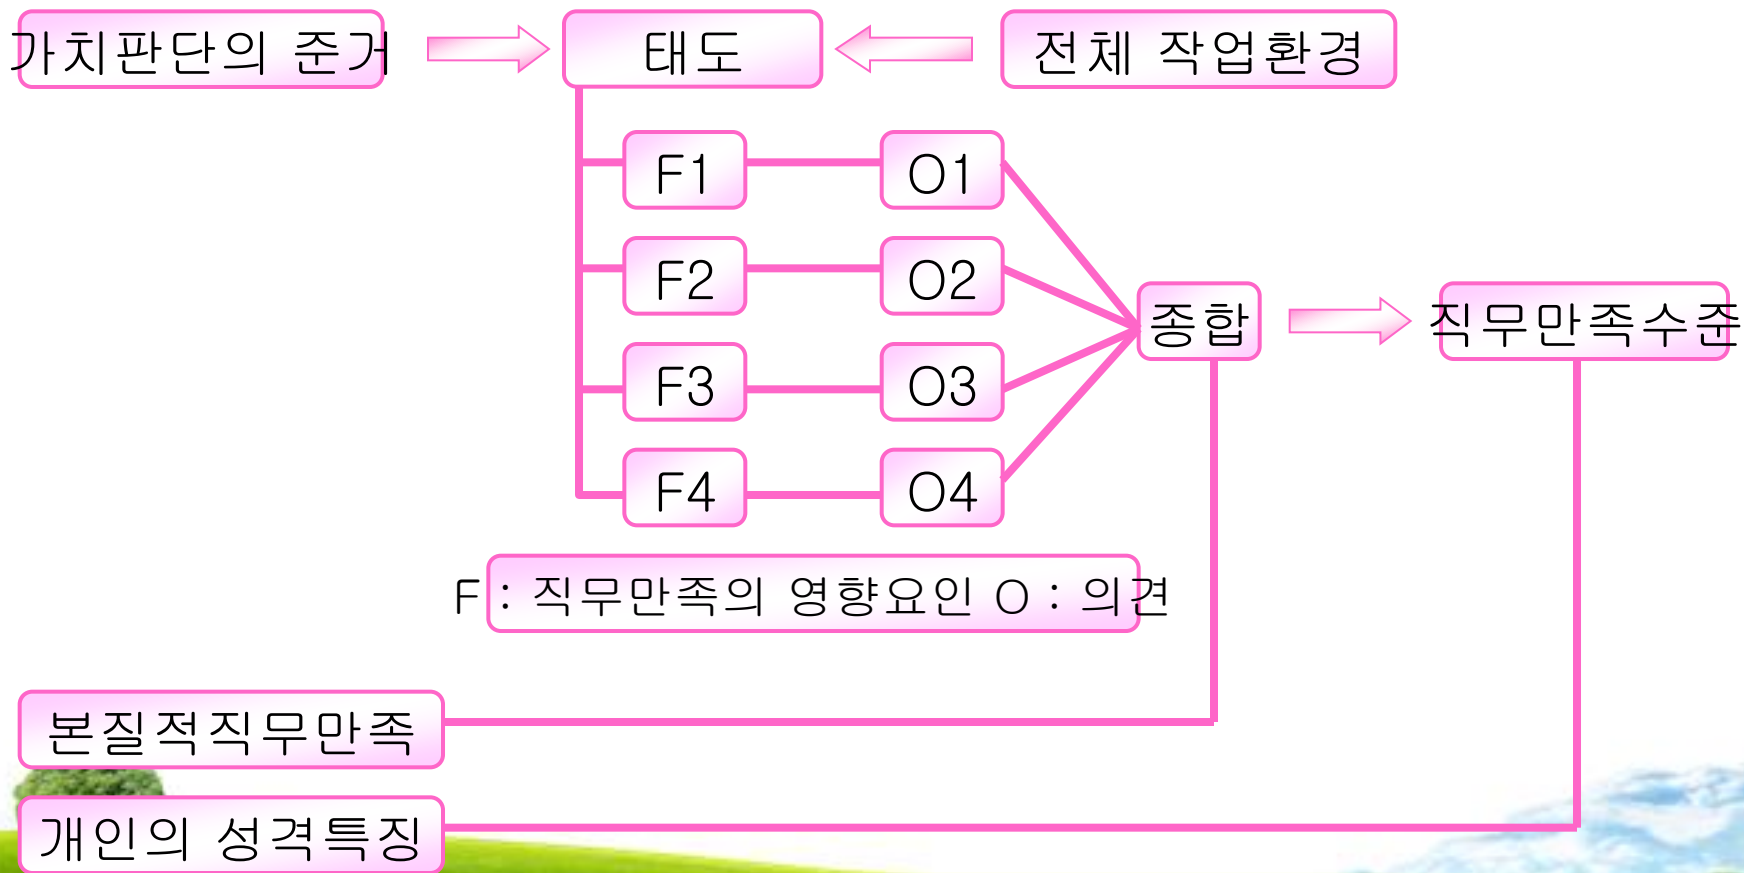 가치판단의 준거
태도
전체 작업환경
F1
O1
F2
O2
종합
직무만족수준
F3
O3
F4
O4
F : 직무만족의 영향요인 O : 의견
본질적직무만족
개인의 성격특징